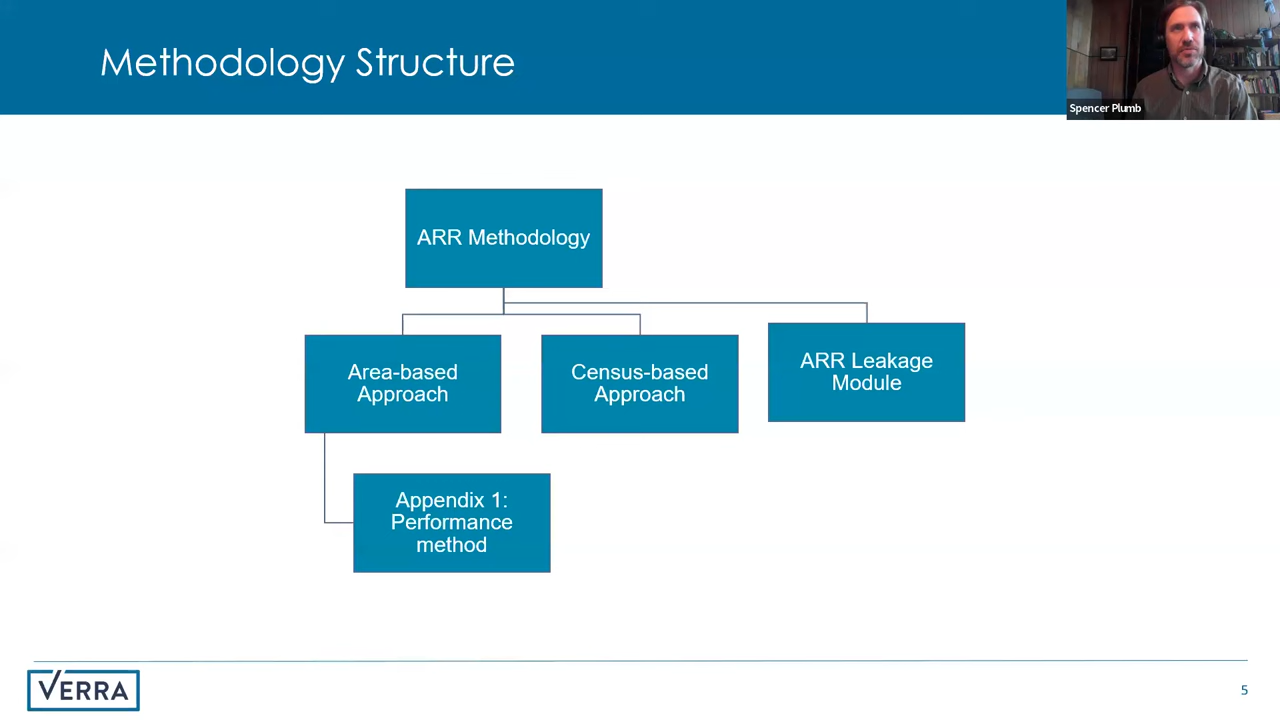 Methodology Structure
Spencer Plumb
ARR Methodology
Area-based
Approach
Census-based
Approach
ARR Leakage
Module
Appendix 1:
Performance
method
VERRA
5